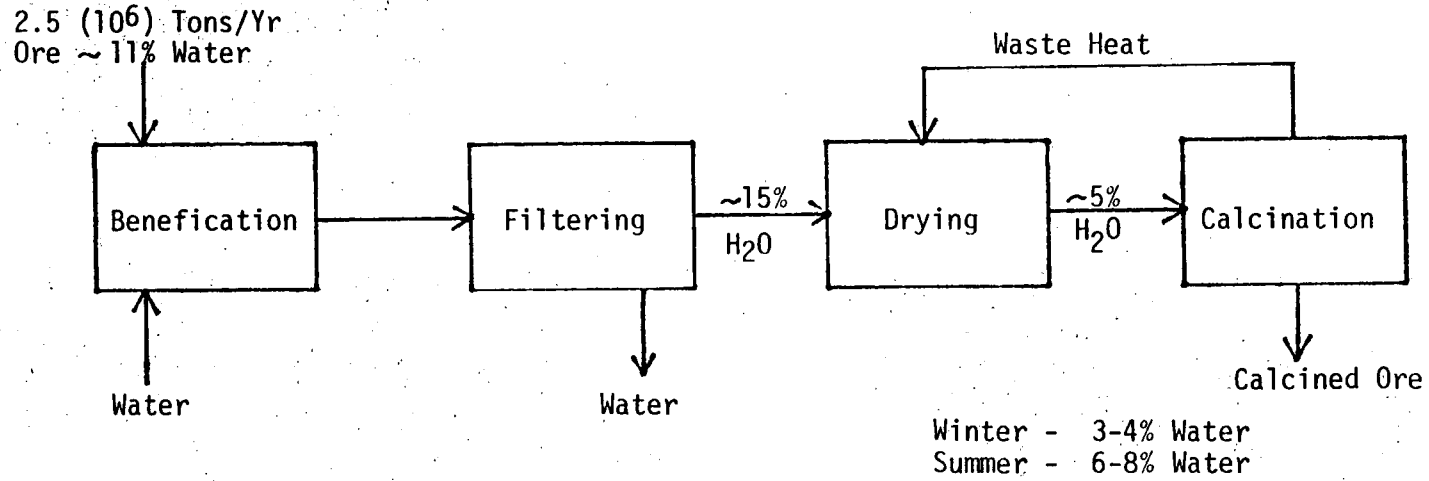 2.5 (10⁶) Tons/Yr
Ore ~ 11% Water
Waste Heat
Benefication
Filtering
~15%
H₂O
Drying
~5%
H₂O
Calcination
Water
Water
Calcined Ore
Winter - 3-4% Water
Summer - 6-8% Water